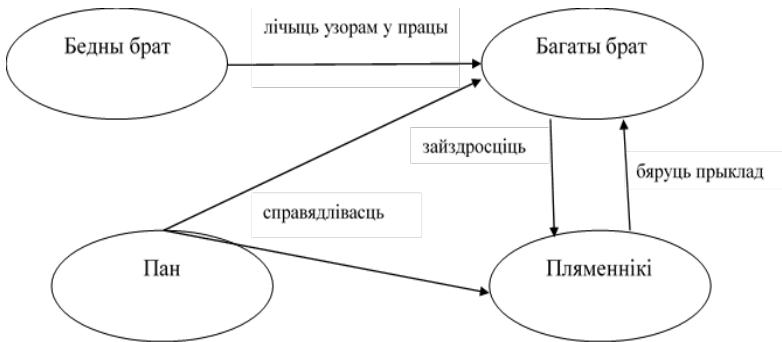 лічыць узорам у працы
Бедны брат
Багаты брат
зайздросціць
бяруць прыклад
справядлівасць
Пан
Пляменнікі